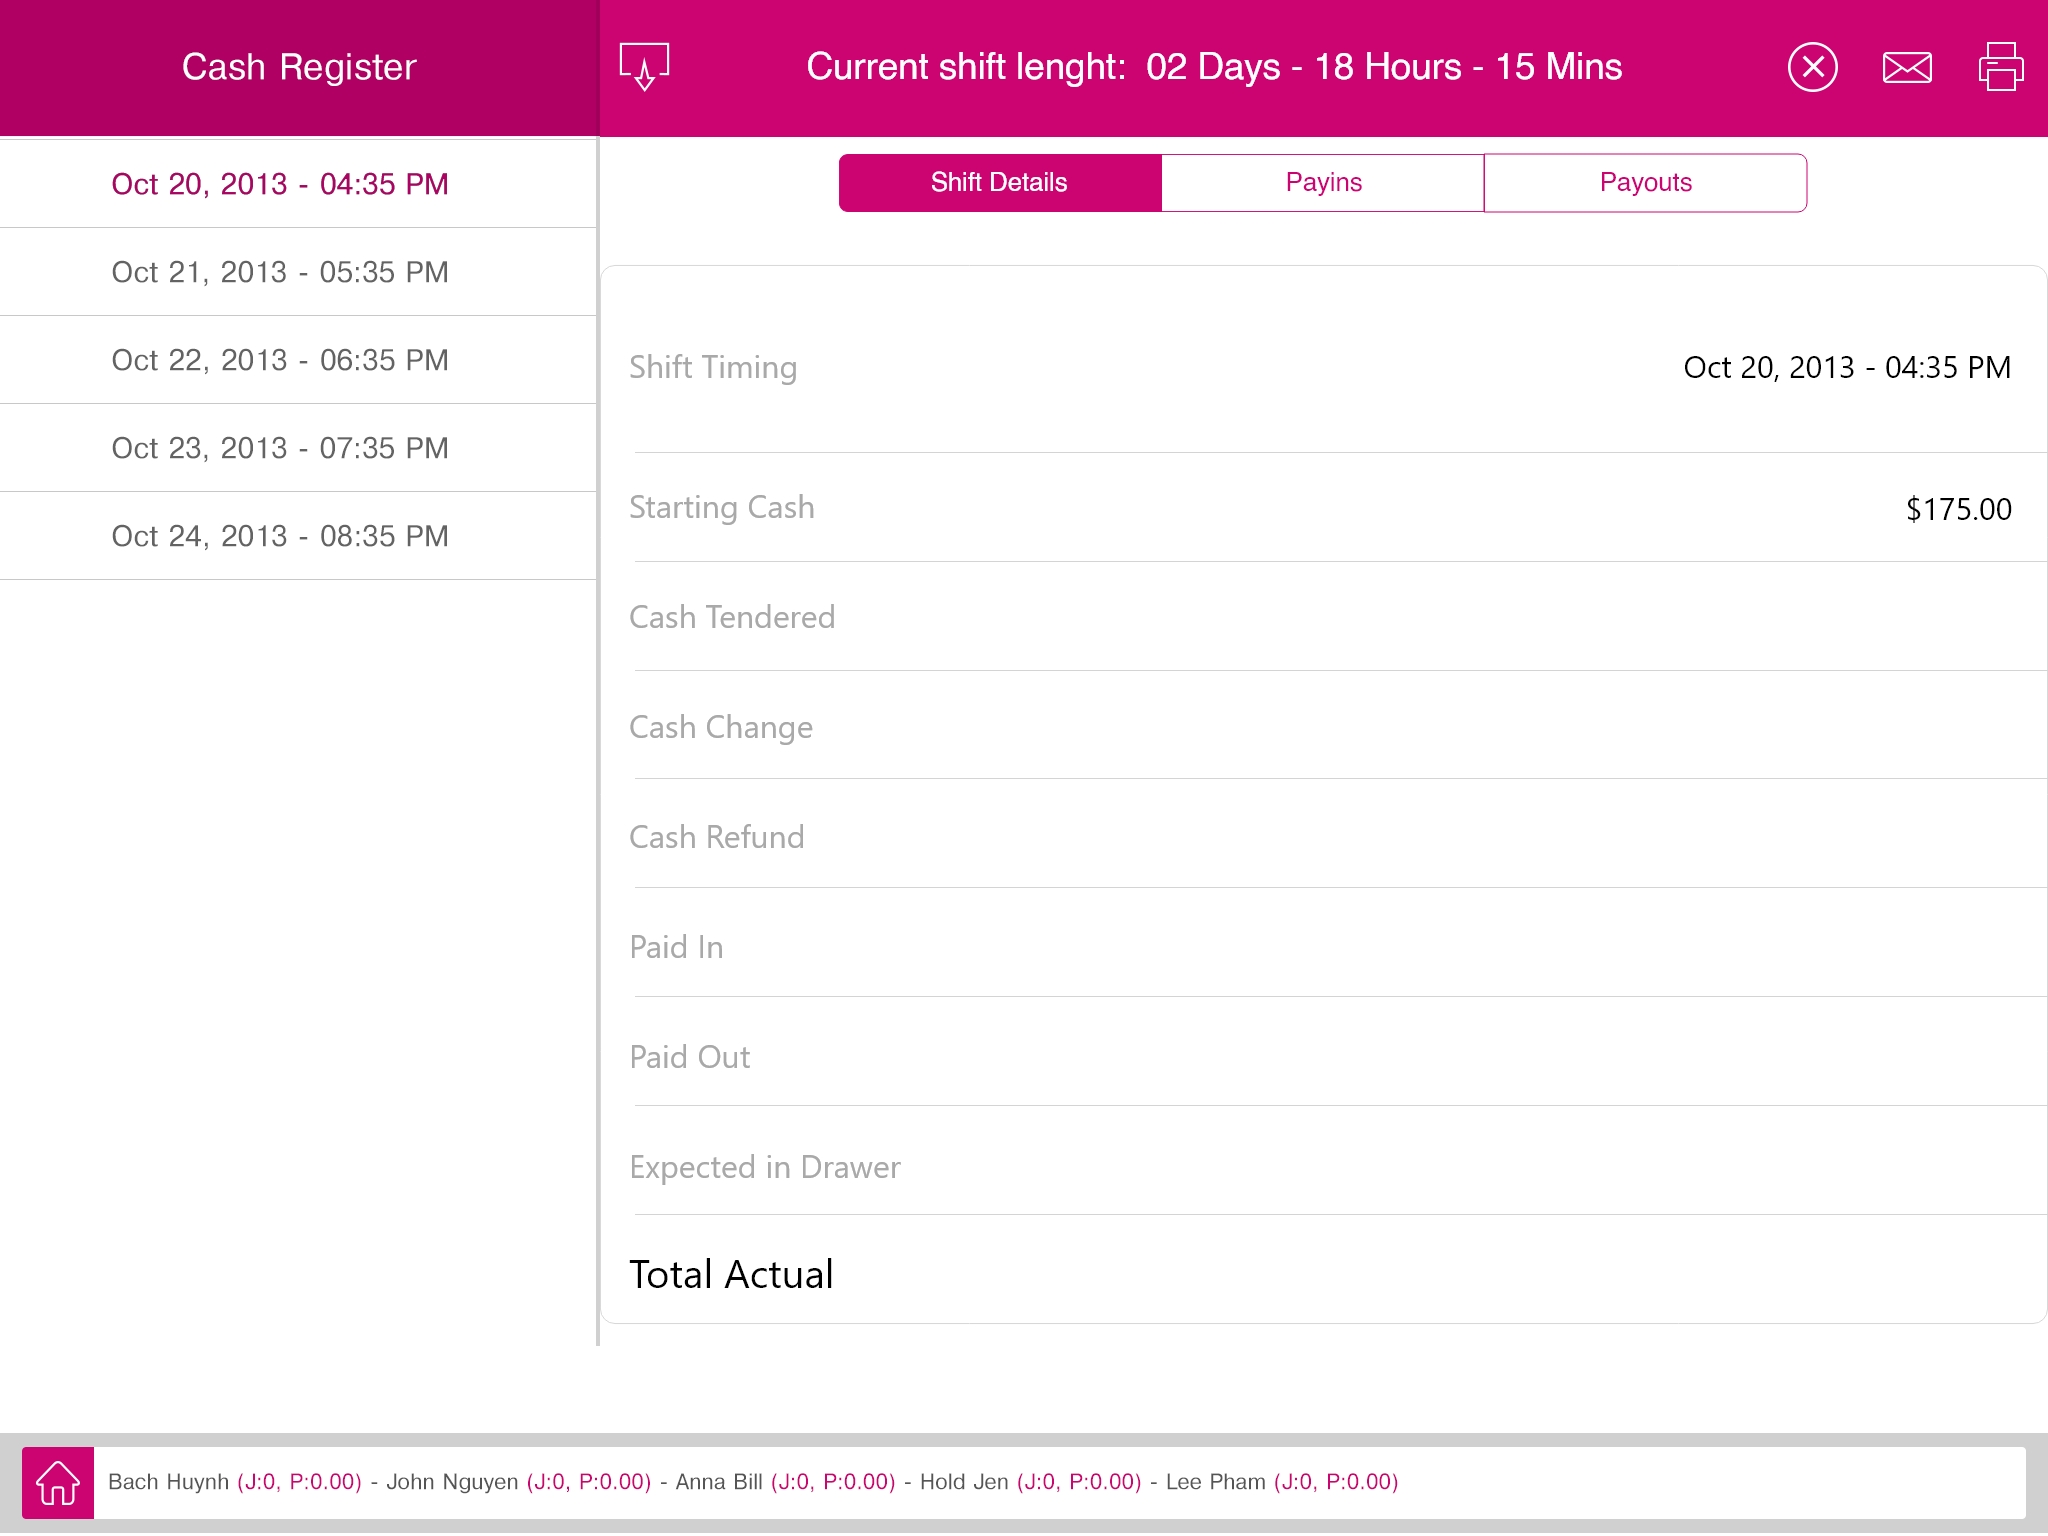 Cash Register
Current shift lenght:  02 Days - 18 Hours - 15 Mins
Oct 20, 2013 - 04:35 PM
Oct 21, 2013 - 05:35 PM
Oct 22, 2013 - 06:35 PM
Oct 23, 2013 - 07:35 PM
Oct 24, 2013 - 08:35 PM
Shift Details
Payins
Payouts
Shift Timing
Oct 20, 2013 - 04:35 PM
Starting Cash
$175.00
Cash Tendered
Cash Change
Cash Refund
Paid In
Paid Out
Expected in Drawer
Total Actual
Bach Huynh (J:0, P:0.00) - John Nguyen (J:0, P:0.00) - Anna Bill (J:0, P:0.00) - Hold Jen (J:0, P:0.00) - Lee Pham (J:0, P:0.00)